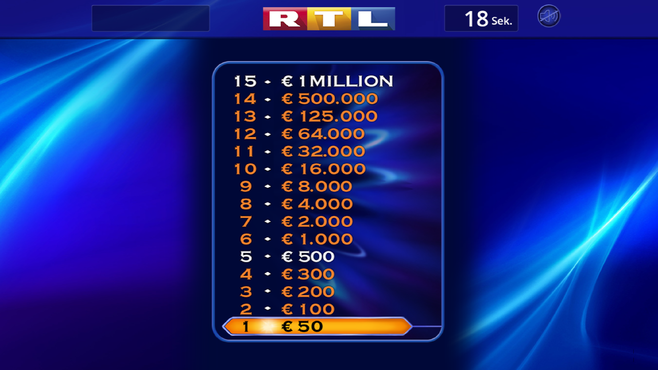 RTL
18 Sek.
15 ◆ € 1 MILLION
14 ◆ € 500.000
13 ◆ € 125.000
12 ◆ € 64.000
11 ◆ € 32.000
10 ◆ € 16.000
9 ◆ € 8.000
8 ◆ € 4.000
7 ◆ € 2.000
6 ◆ € 1.000
5 ◆ € 500
4 ◆ € 300
3 ◆ € 200
2 ◆ € 100
1 ◆ € 50